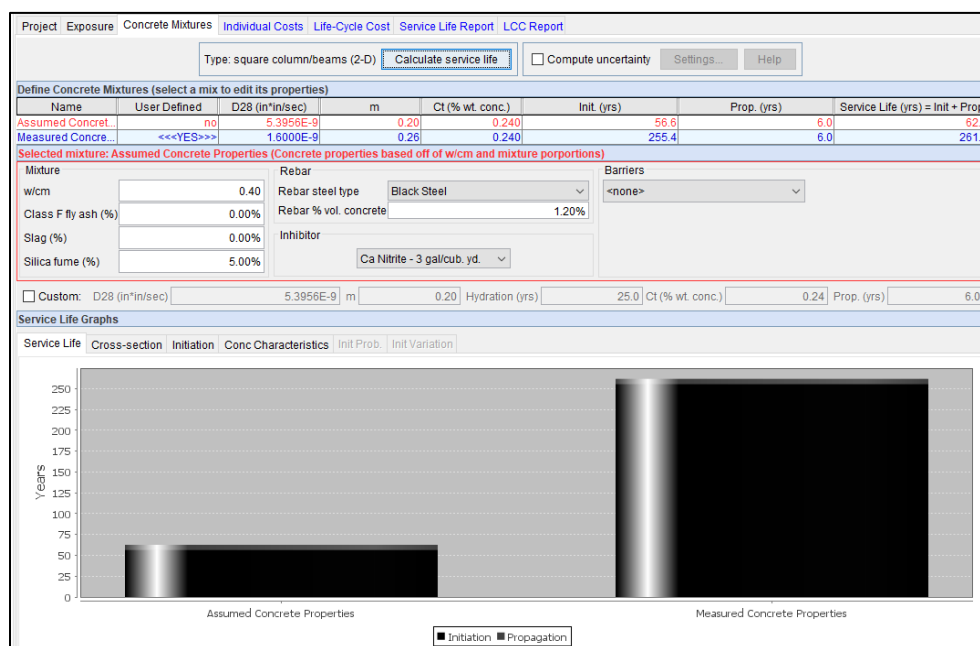 Project Exposure Concrete Mixtures Individual Costs Life-Cycle Cost Service Life Report LCC Report
Type: square column/beams (2-D) Calculate service life Compute uncertainty Settings... Help
Define Concrete Mixtures (select a mix to edit its properties)
Name User Defined D28 (in*in/sec) m Ct (% wt. conc.) Init. (yrs) Prop. (yrs) Service Life (yrs) = Init + Prop
Assumed Concret... no 5.3956E-9 0.20 0.240 56.6 6.0 62.
Measured Concre... <<<YES>>> 1.6000E-9 0.26 0.240 255.4 6.0 261.
Selected mixture: Assumed Concrete Properties (Concrete properties based off of w/cm and mixture porportions)
Mixture Rebar Barriers
w/cm 0.40 Rebar steel type Black Steel <none>
Class F fly ash (%) 0.00% Rebar % vol. concrete 1.20%
Slag (%) 0.00% Inhibitor
Silica fume (%) 5.00% Ca Nitrite - 3 gal/cub. yd.
Custom: D28 (in*in/sec) 5.3956E-9 m 0.20 Hydration (yrs) 25.0 Ct (% wt. conc.) 0.24 Prop. (yrs) 6.0
Service Life Graphs
Service Life Cross-section Initiation Conc Characteristics Init Prob. Init Variation
250
225
200
175
150
125
100
75
50
25
0
Years
Assumed Concrete Properties Measured Concrete Properties
Initiation Propagation